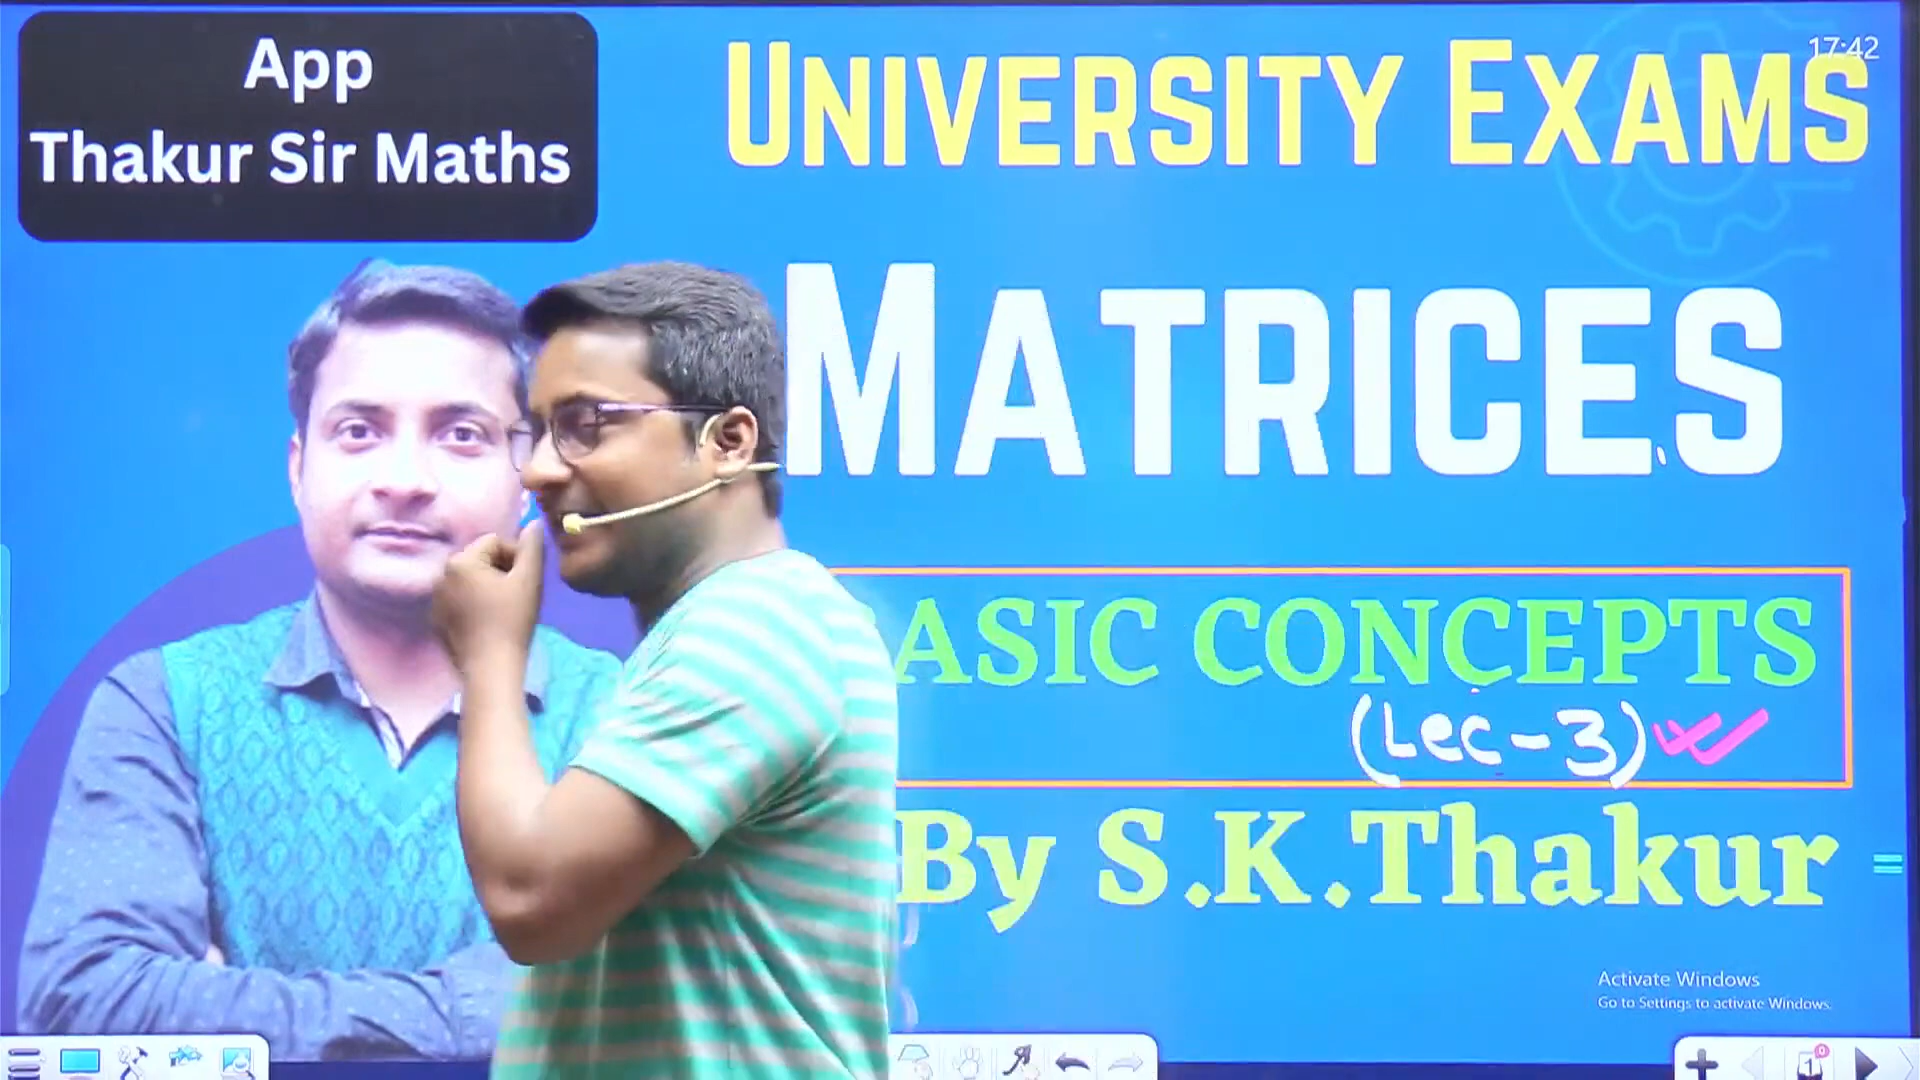 App
Thakur Sir Maths
UNIVERSITY EXAMS
17:42
MATRICES
ASIC CONCEPTS
(Lec-3)
By S.K.Thakur
Activate Windows
Go to Settings to activate Windows.
1